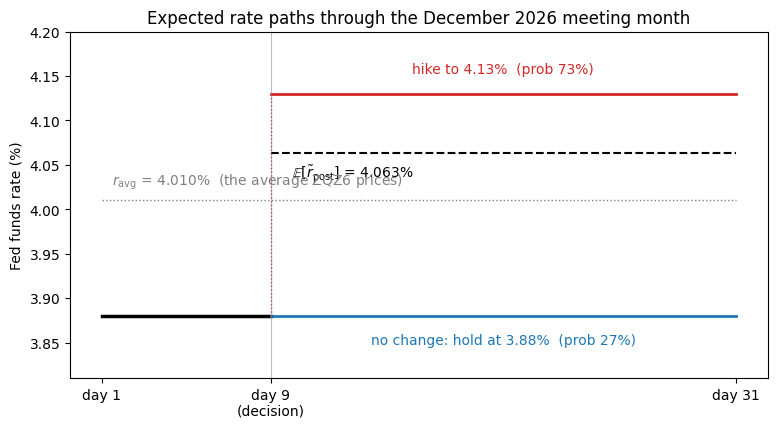 Expected rate paths through the December 2026 meeting month
Fed funds rate (%)
4.20
4.15
4.10
4.05
4.00
3.95
3.90
3.85
hike to 4.13% (prob 73%)
r_avg = 4.010% (the average ZQZ6 prices)
𝔼[r̃_post] = 4.063%
no change: hold at 3.88% (prob 27%)
day 1
day 9
(decision)
day 31